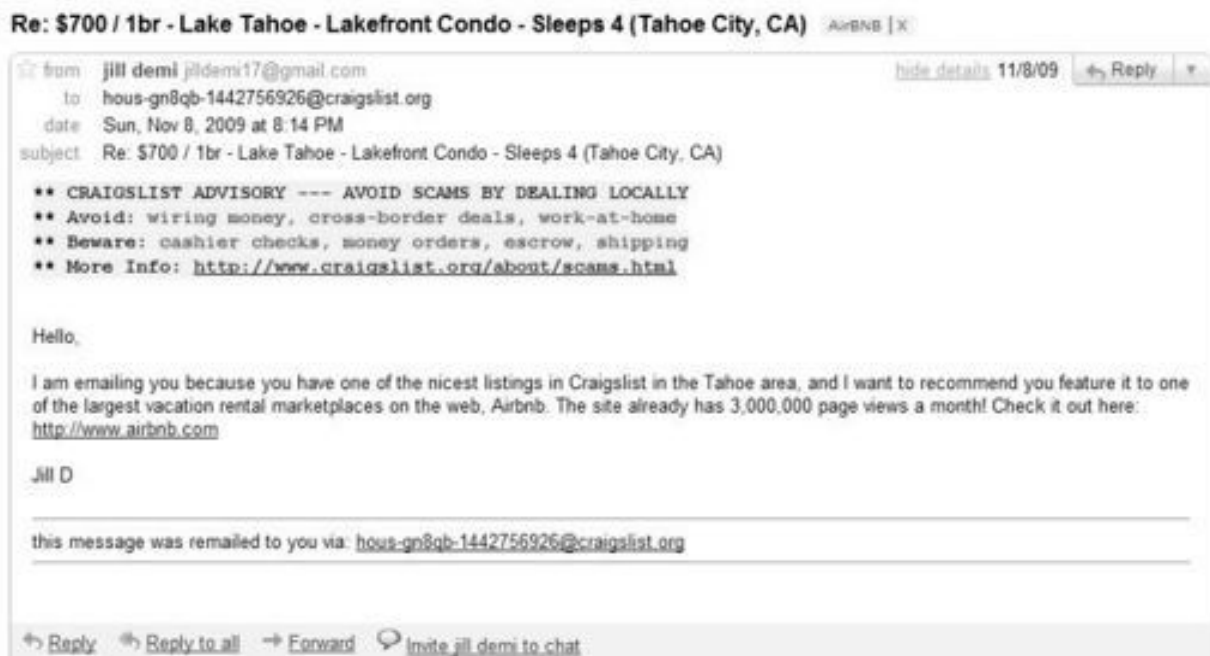 Re: $700 / 1br - Lake Tahoe - Lakefront Condo - Sleeps 4 (Tahoe City, CA) AirBNB | X
from jill demi jilldemi17@gmail.com hide details 11/8/09 Reply
to hous-gn8qb-1442756926@craigslist.org
date Sun, Nov 8, 2009 at 8:14 PM
subject Re: $700 / 1br - Lake Tahoe - Lakefront Condo - Sleeps 4 (Tahoe City, CA)
** CRAIGSLIST ADVISORY --- AVOID SCAMS BY DEALING LOCALLY
** Avoid: wiring money, cross-border deals, work-at-home
** Beware: cashier checks, money orders, escrow, shipping
** More Info: http://www.craigslist.org/about/scams.html
Hello,
I am emailing you because you have one of the nicest listings in Craigslist in the Tahoe area, and I want to recommend you feature it to one
of the largest vacation rental marketplaces on the web, Airbnb. The site already has 3,000,000 page views a month! Check it out here:
http://www.airbnb.com
Jill D
this message was remailed to you via: hous-gn8qb-1442756926@craigslist.org
Reply Reply to all Forward Invite jill demi to chat